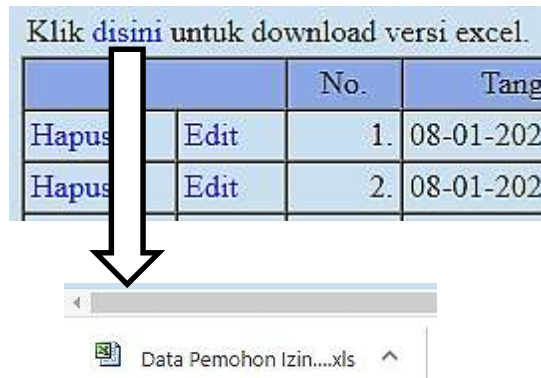 Klik disini untuk download versi excel.
No. Tang
Hapus Edit 1. 08-01-202
Hapus Edit 2. 08-01-202
Data Pemohon Izin....xls